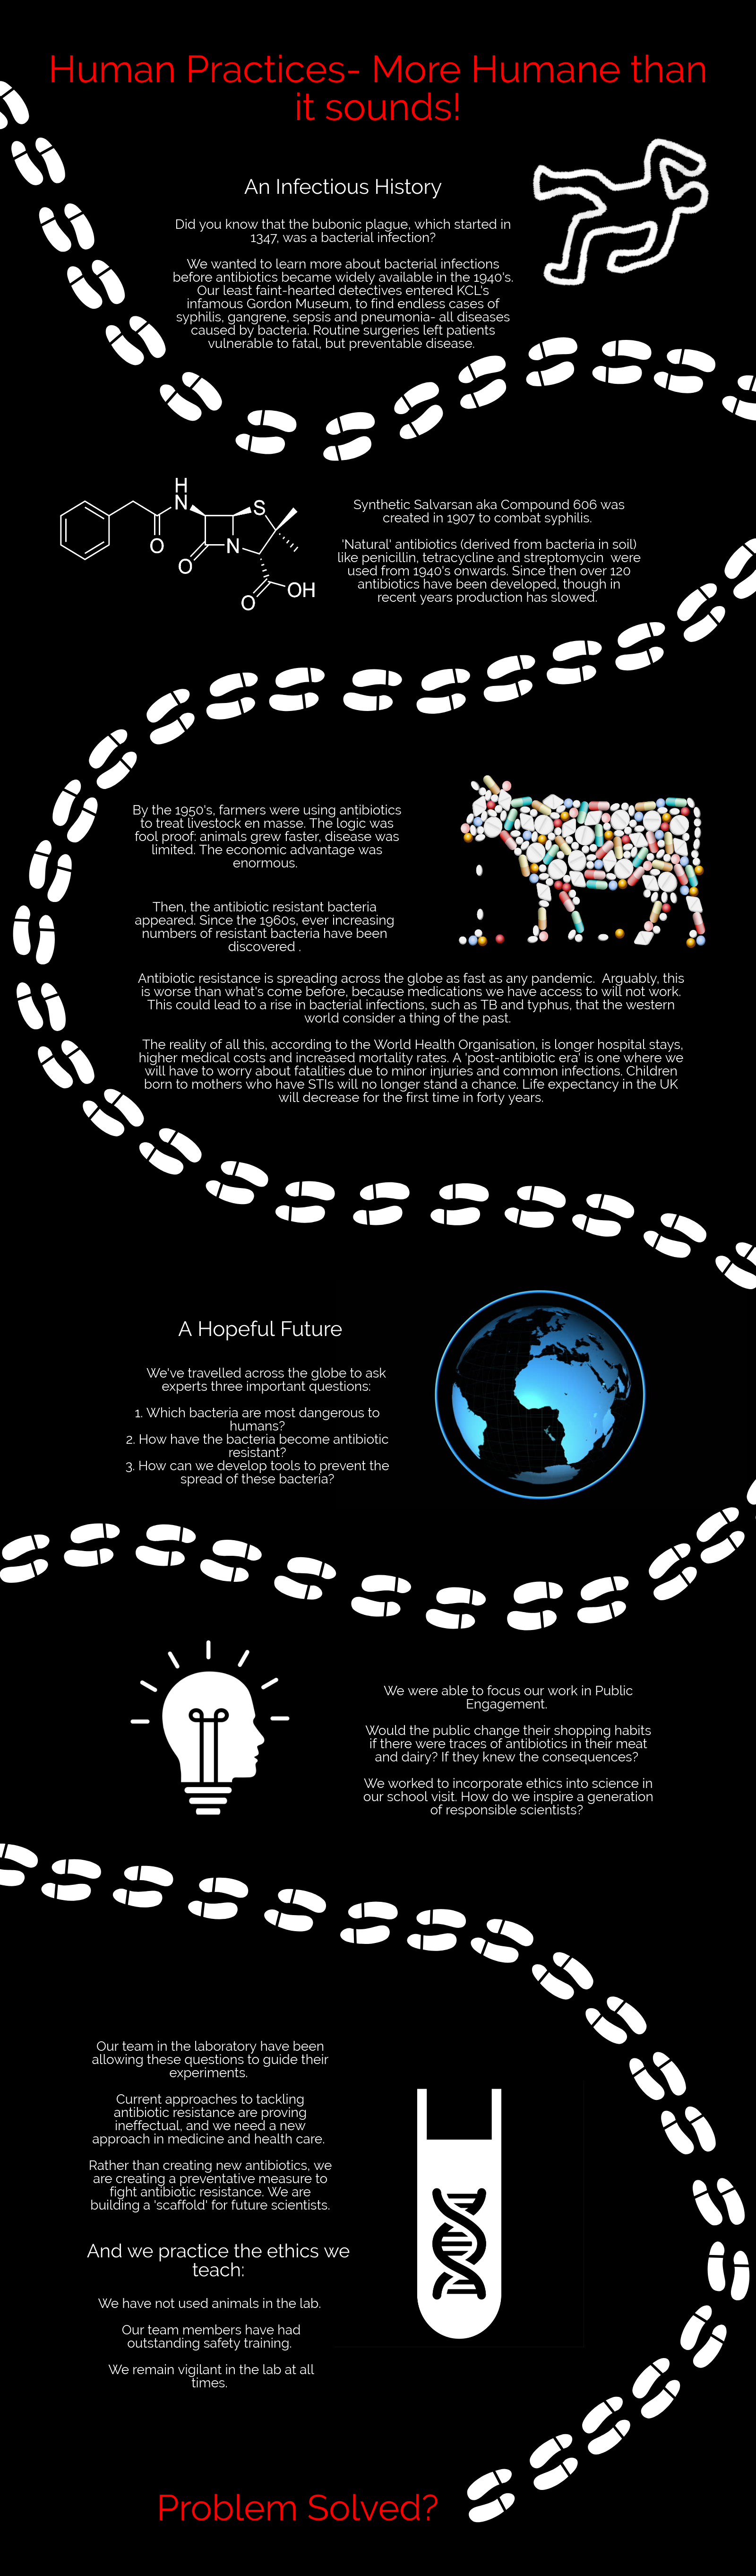 Human Practices- More Humane than
it sounds!
An Infectious History
Did you know that the bubonic plague, which started in
1347, was a bacterial infection?
We wanted to learn more about bacterial infections
before antibiotics became widely available in the 1940's.
Our least faint-hearted detectives entered KCL's
infamous Gordon Museum, to find endless cases of
syphilis, gangrene, sepsis and pneumonia- all diseases
caused by bacteria. Routine surgeries left patients
vulnerable to fatal, but preventable disease.
H
N
S
O
O
N
O
OH
Synthetic Salvarsan aka Compound 606 was
created in 1907 to combat syphilis.
'Natural' antibiotics (derived from bacteria in soil)
like penicillin, tetracycline and streptomycin were
used from 1940's onwards. Since then over 120
antibiotics have been developed, though in
recent years production has slowed.
By the 1950's, farmers were using antibiotics
to treat livestock en masse. The logic was
fool proof: animals grew faster, disease was
limited. The economic advantage was
enormous.
Then, the antibiotic resistant bacteria
appeared. Since the 1960s, ever increasing
numbers of resistant bacteria have been
discovered .
Antibiotic resistance is spreading across the globe as fast as any pandemic. Arguably, this
is worse than what's come before, because medications we have access to will not work.
This could lead to a rise in bacterial infections, such as TB and typhus, that the western
world consider a thing of the past.
The reality of all this, according to the World Health Organisation, is longer hospital stays,
higher medical costs and increased mortality rates. A 'post-antibiotic era' is one where we
will have to worry about fatalities due to minor injuries and common infections. Children
born to mothers who have STIs will no longer stand a chance. Life expectancy in the UK
will decrease for the first time in forty years.
A Hopeful Future
We've travelled across the globe to ask
experts three important questions:
1. Which bacteria are most dangerous to
humans?
2. How have the bacteria become antibiotic
resistant?
3. How can we develop tools to prevent the
spread of these bacteria?
We were able to focus our work in Public
Engagement.
Would the public change their shopping habits
if there were traces of antibiotics in their meat
and dairy? If they knew the consequences?
We worked to incorporate ethics into science in
our school visit. How do we inspire a generation
of responsible scientists?
Our team in the laboratory have been
allowing these questions to guide their
experiments.
Current approaches to tackling
antibiotic resistance are proving
ineffectual, and we need a new
approach in medicine and health care.
Rather than creating new antibiotics, we
are creating a preventative measure to
fight antibiotic resistance. We are
building a 'scaffold' for future scientists.
And we practice the ethics we
teach:
We have not used animals in the lab.
Our team members have had
outstanding safety training.
We remain vigilant in the lab at all
times.
Problem Solved?